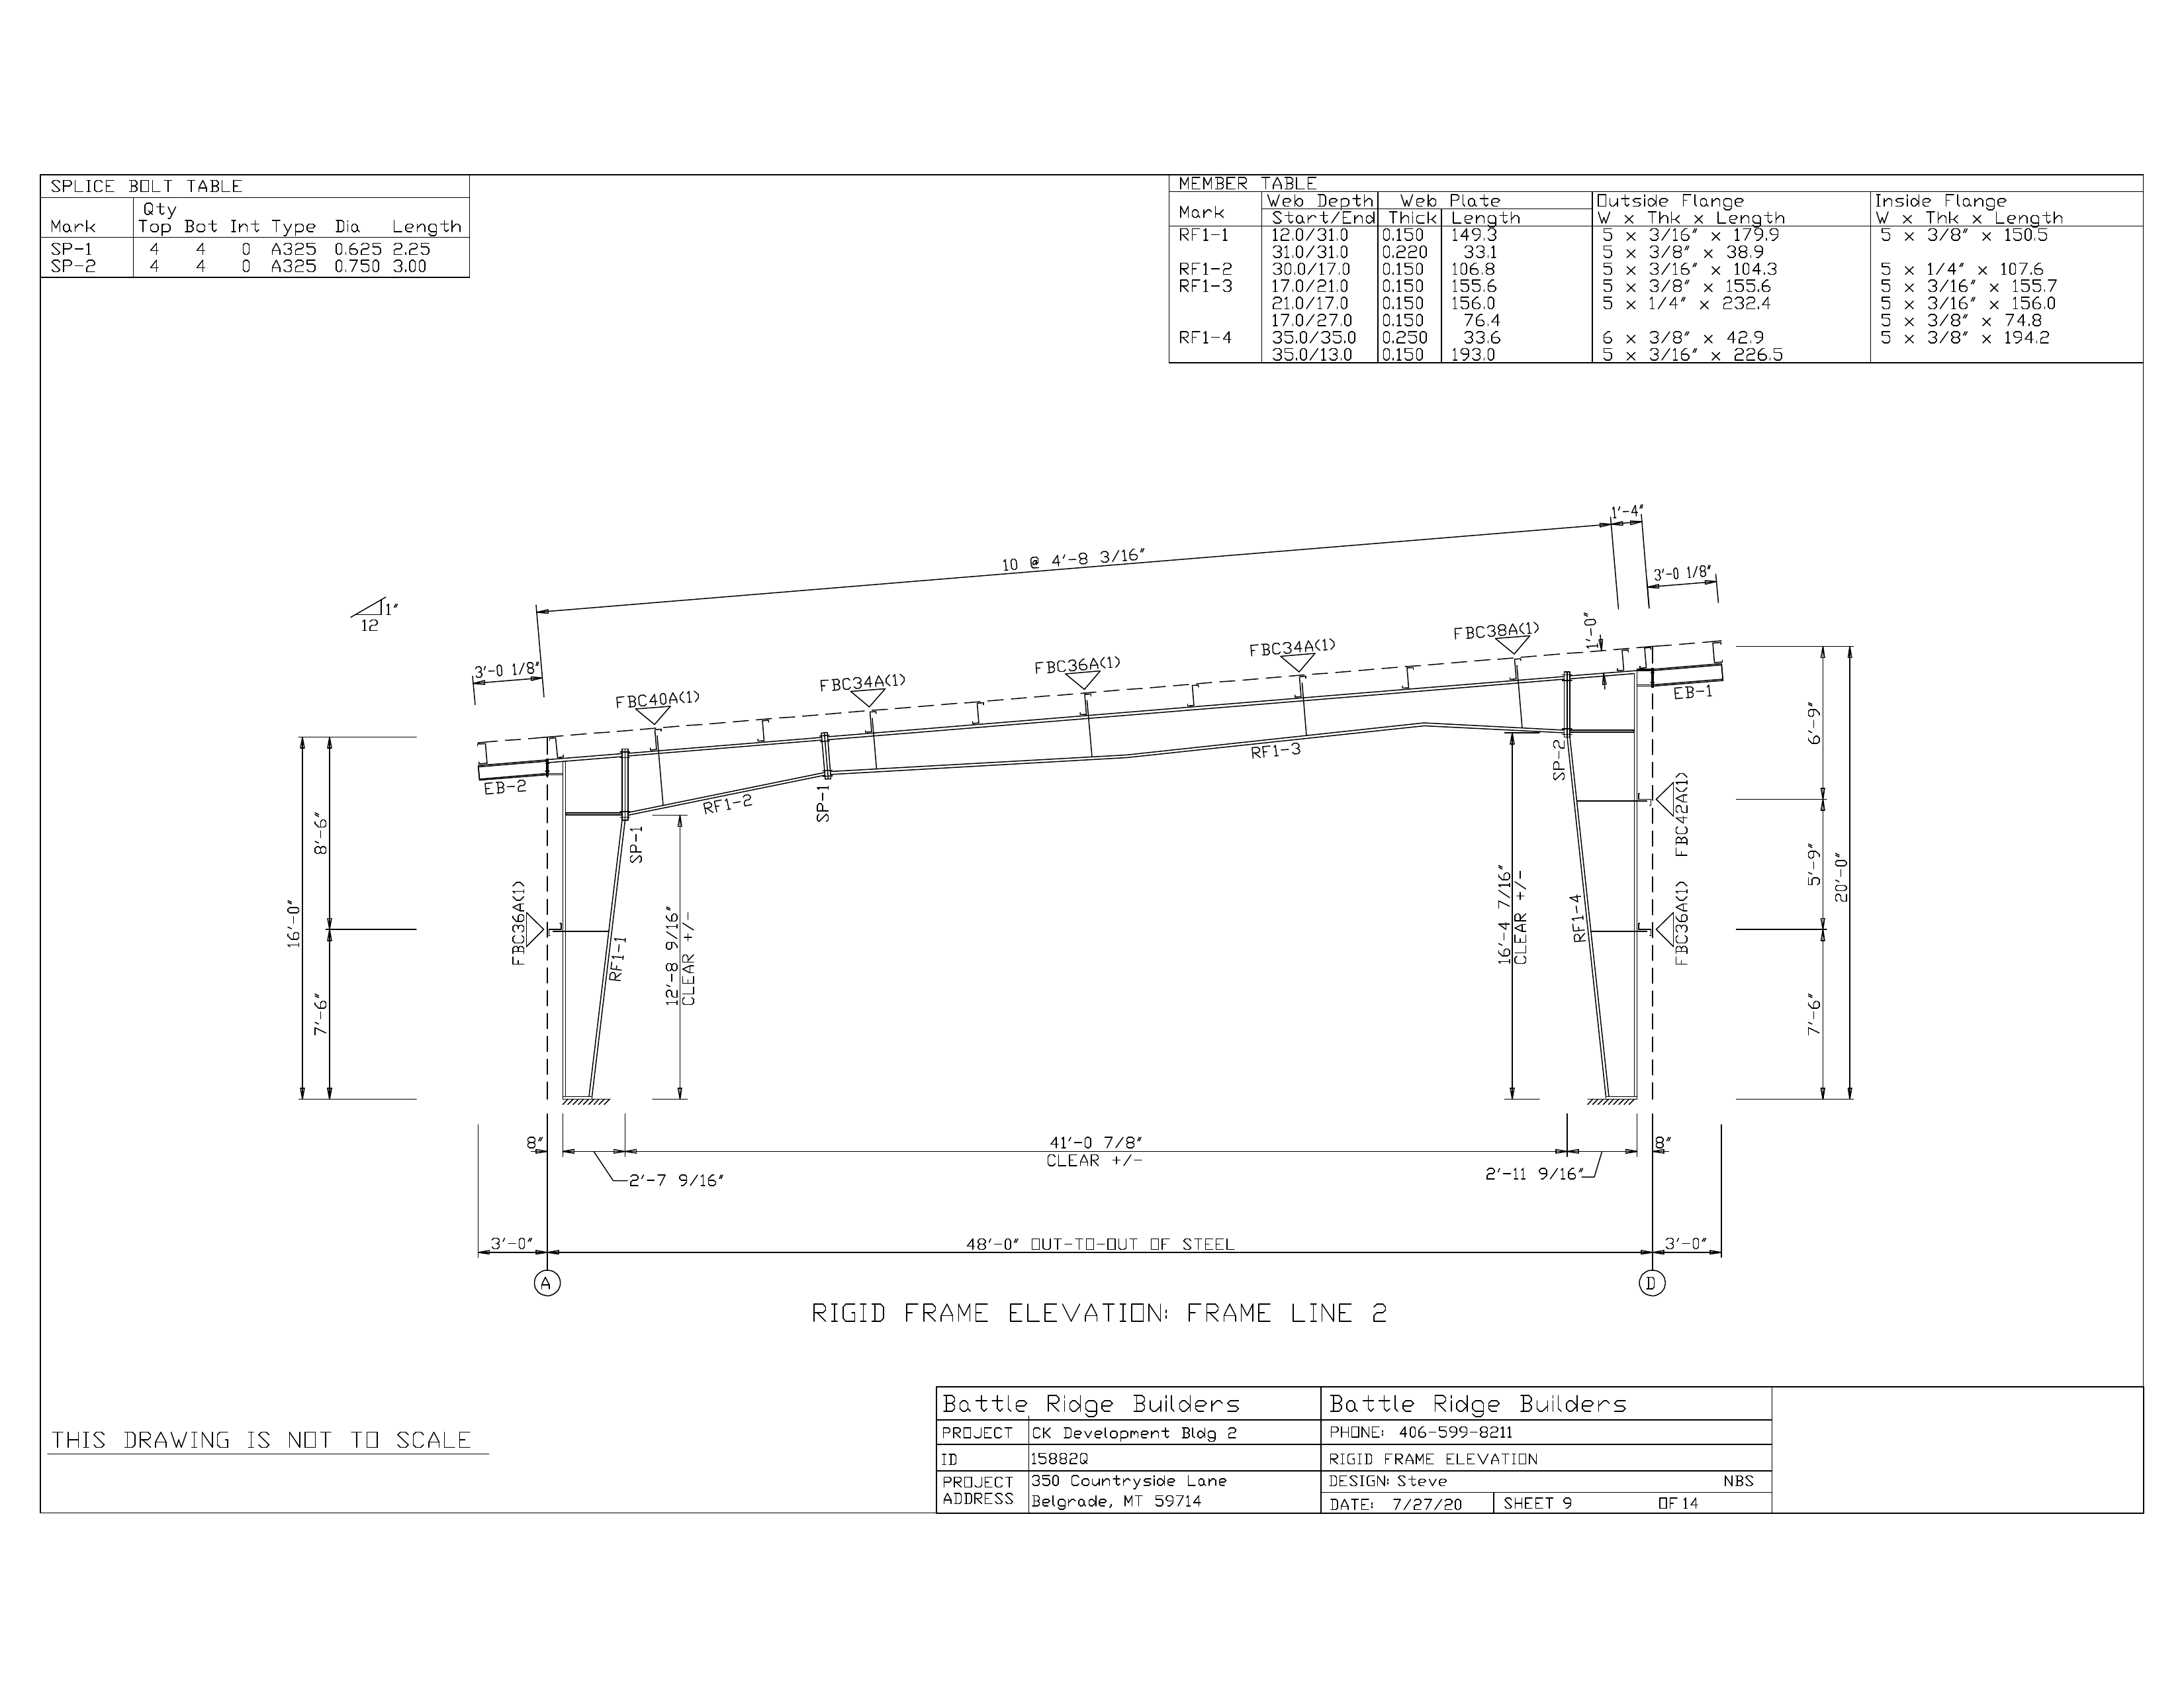 SPLICE BOLT TABLE
Qty
Mark Top Bot Int Type Dia Length
SP-1 4 4 0 A325 0.625 2.25
SP-2 4 4 0 A325 0.750 3.00
MEMBER TABLE
Web Depth Web Plate Outside Flange Inside Flange
Mark Start/End Thick Length W x Thk x Length W x Thk x Length
RF1-1 12.0/31.0 0.150 149.3 5 x 3/16" x 179.9 5 x 3/8" x 150.5
31.0/31.0 0.220 33.1 5 x 3/8" x 38.9
RF1-2 30.0/17.0 0.150 106.8 5 x 3/16" x 104.3 5 x 1/4" x 107.6
RF1-3 17.0/21.0 0.150 155.6 5 x 3/8" x 155.6 5 x 3/16" x 155.7
21.0/17.0 0.150 156.0 5 x 1/4" x 232.4 5 x 3/16" x 156.0
17.0/27.0 0.150 76.4 5 x 3/8" x 74.8
RF1-4 35.0/35.0 0.250 33.6 6 x 3/8" x 42.9 5 x 3/8" x 194.2
35.0/13.0 0.150 193.0 5 x 3/16" x 226.5
1'-4"
10 @ 4'-8 3/16"
3'-0 1/8"
1"
12
1'-0"
FBC38A(1)
FBC34A(1)
FBC36A(1)
3'-0 1/8"
FBC34A(1)
FBC40A(1)
EB-1
6'-9"
RF1-3
SP-2
EB-2
RF1-2
SP-1
SP-1
8'-6"
FBC42A(1)
5'-9"
20'-0"
16'-0"
FBC36A(1)
RF1-1
12'-8 9/16"
CLEAR +/-
16'-4 7/16"
CLEAR +/-
RF1-4
FBC36A(1)
7'-6"
7'-6"
8"
41'-0 7/8"
CLEAR +/-
8"
2'-7 9/16"
2'-11 9/16"
3'-0"
48'-0" OUT-TO-OUT OF STEEL
3'-0"
A
D
RIGID FRAME ELEVATION: FRAME LINE 2
THIS DRAWING IS NOT TO SCALE
Battle Ridge Builders
PROJECT CK Development Bldg 2
ID 15882Q
PROJECT ADDRESS 350 Countryside Lane
Belgrade, MT 59714
Battle Ridge Builders
PHONE: 406-599-8211
RIGID FRAME ELEVATION
DESIGN: Steve NBS
DATE: 7/27/20 SHEET 9 OF 14